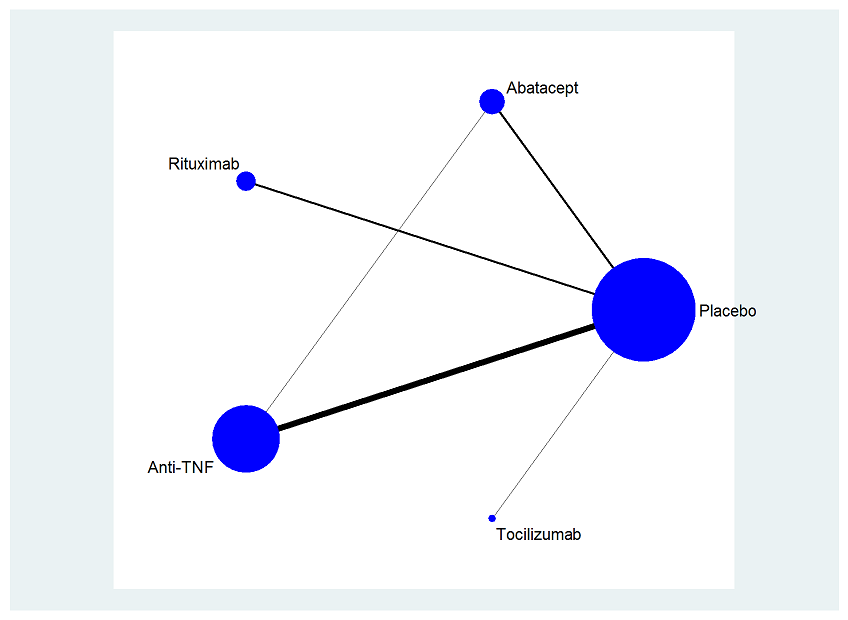 Abatacept
Rituximab
Placebo
Anti-TNF
Tocilizumab